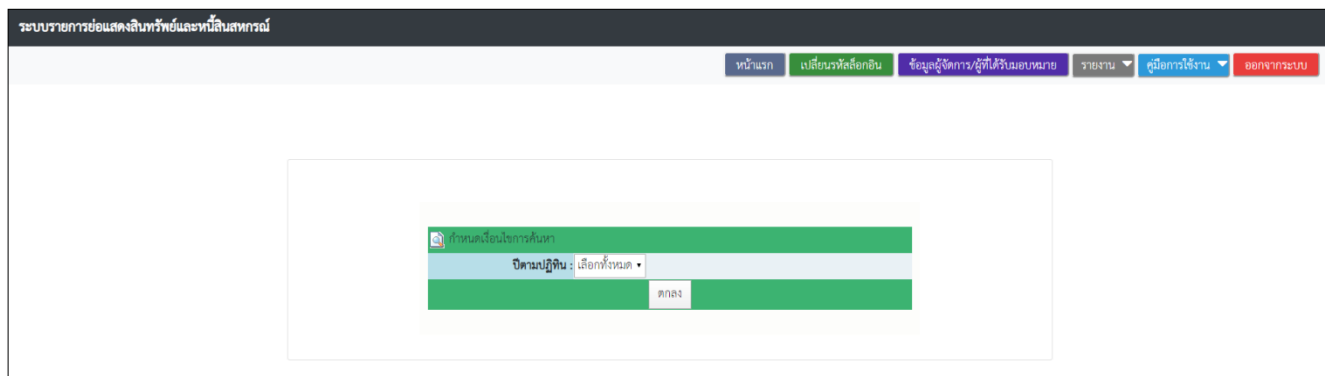 ระบบรายการย่อแสดงสินทรัพย์และหนี้สินสหกรณ์
หน้าแรก เปลี่ยนรหัสล็อกอิน ข้อมูลผู้จัดการ/ผู้ที่ได้รับมอบหมาย รายงาน คู่มือการใช้งาน ออกจากระบบ
กำหนดเงื่อนไขการค้นหา
ปีตามปฏิทิน : เลือกทั้งหมด
ตกลง